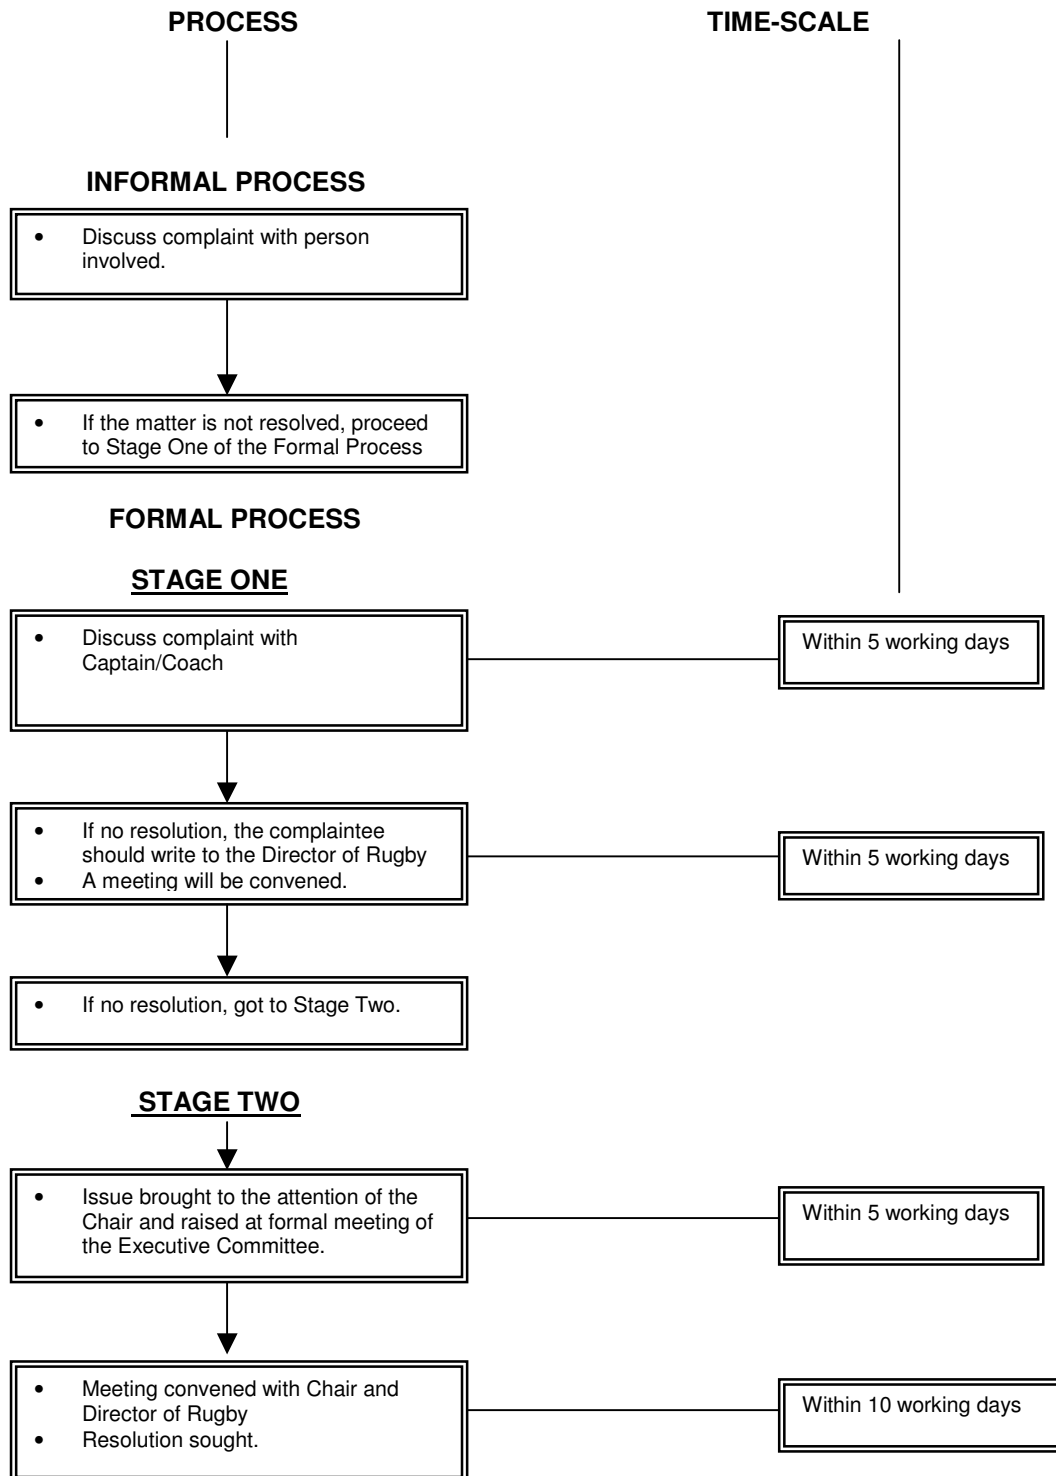 PROCESS
TIME-SCALE
INFORMAL PROCESS
• Discuss complaint with person
involved.
• If the matter is not resolved, proceed
to Stage One of the Formal Process
FORMAL PROCESS
STAGE ONE
• Discuss complaint with
Captain/Coach
Within 5 working days
• If no resolution, the complaintee
should write to the Director of Rugby
• A meeting will be convened.
Within 5 working days
• If no resolution, got to Stage Two.
STAGE TWO
• Issue brought to the attention of the
Chair and raised at formal meeting of
the Executive Committee.
Within 5 working days
• Meeting convened with Chair and
Director of Rugby
• Resolution sought.
Within 10 working days